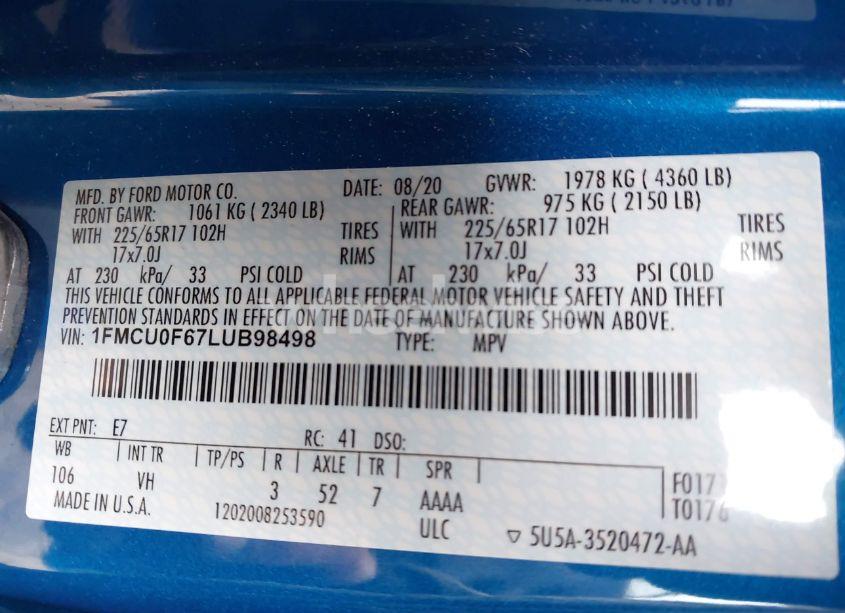 MFD. BY FORD MOTOR CO. DATE: 08/20 GVWR: 1978 KG ( 4360 LB)
FRONT GAWR: 1061 KG ( 2340 LB) REAR GAWR: 975 KG ( 2150 LB)
WITH 225/65R17 102H TIRES WITH 225/65R17 102H TIRES
17x7.0J RIMS 17x7.0J RIMS
AT 230 kPa/ 33 PSI COLD AT 230 kPa/ 33 PSI COLD
THIS VEHICLE CONFORMS TO ALL APPLICABLE FEDERAL MOTOR VEHICLE SAFETY AND THEFT
PREVENTION STANDARDS IN EFFECT ON THE DATE OF MANUFACTURE SHOWN ABOVE.
VIN: 1FMCU0F67LUB98498 TYPE: MPV
EXT PNT: E7 RC: 41 DSO:
WB INT TR TP/PS R AXLE TR SPR
106 VH 3 52 7 AAAA
F0171
T0176
MADE IN U.S.A. 1202008253590 ULC ▽ 5U5A-3520472-AA